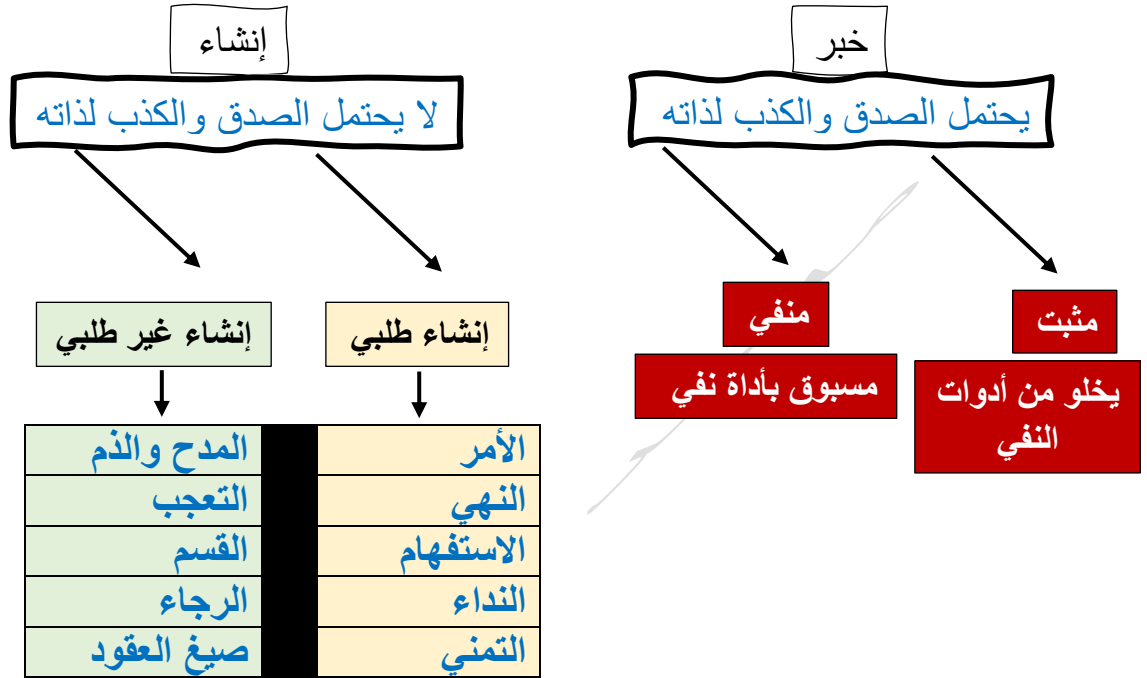 خبر
يحتمل الصدق والكذب لذاته
مثبت
يخلو من أدوات
النفي
منفي
مسبوق بأداة نفي
إنشاء
لا يحتمل الصدق والكذب لذاته
إنشاء طلبي
الأمر
النهي
الاستفهام
النداء
التمني
إنشاء غير طلبي
المدح والذم
التعجب
القسم
الرجاء
صيغ العقود